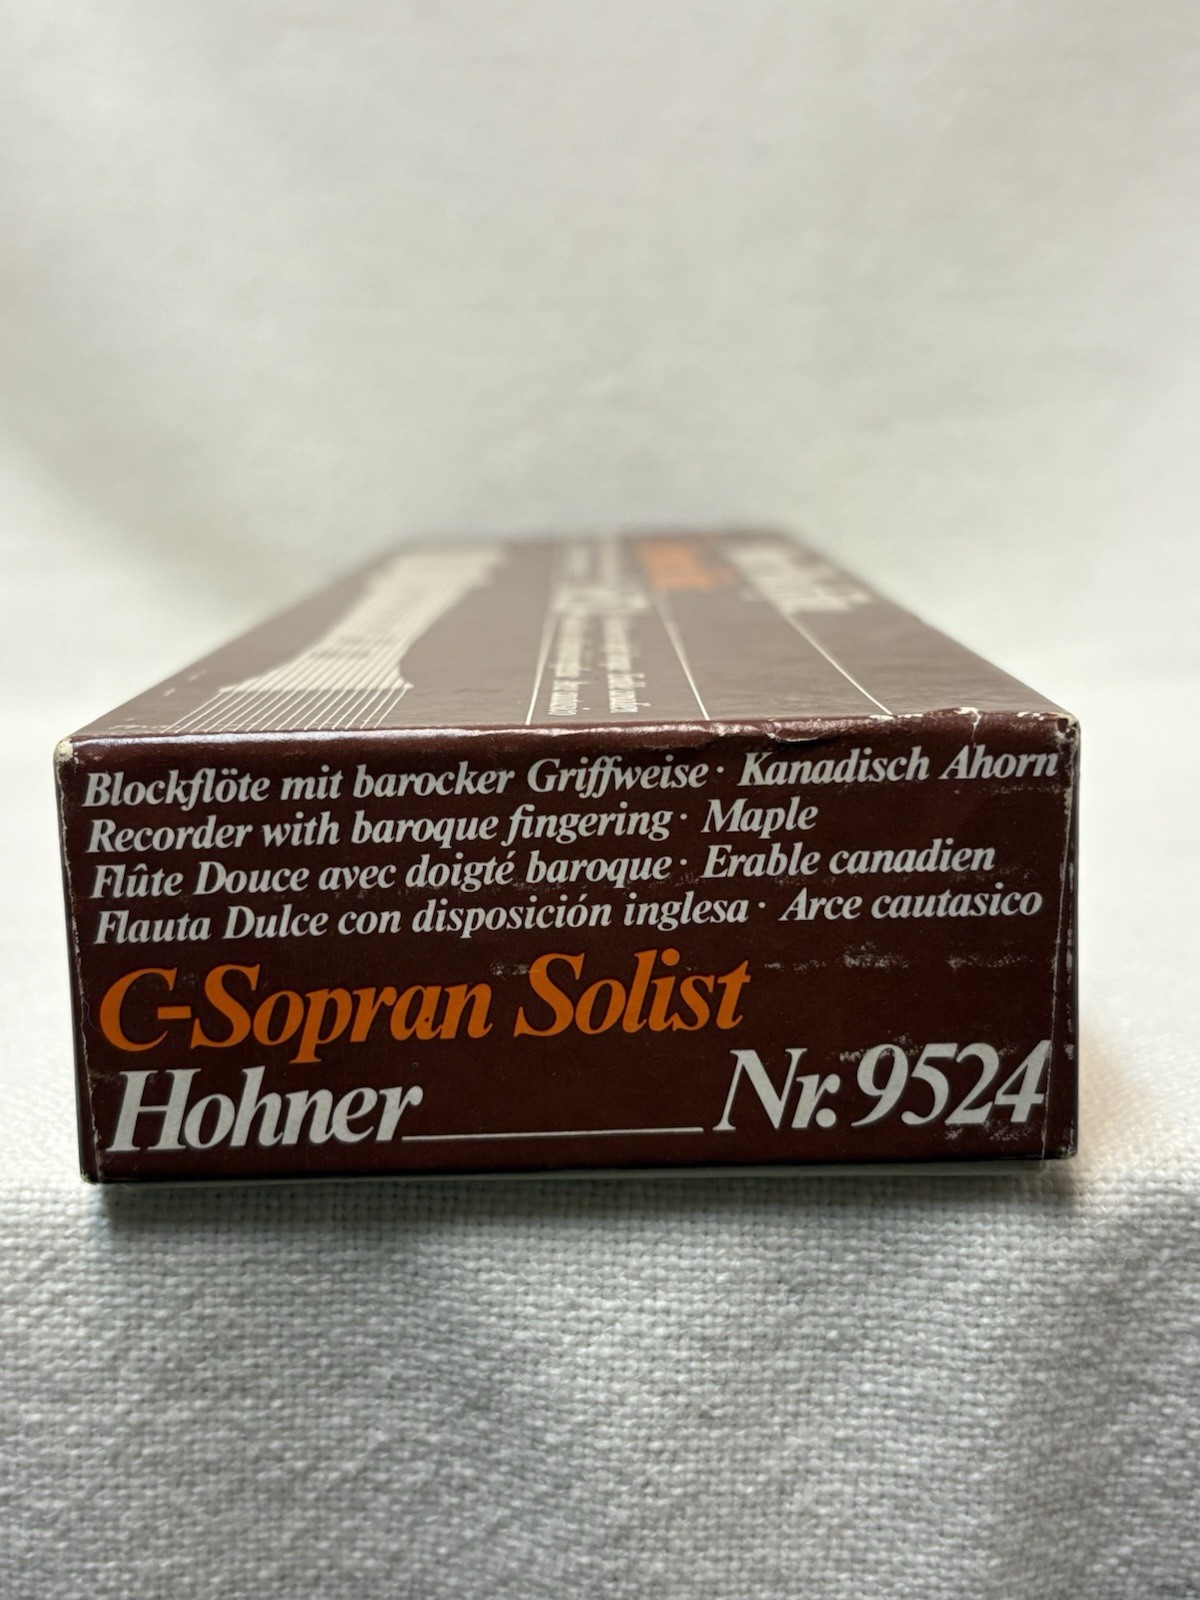 Blockflöte mit barocker Griffweise · Kanadisch Ahorn
Recorder with baroque fingering · Maple
Flûte Douce avec doigté baroque · Erable canadien
Flauta Dulce con disposición inglesa · Arce cautasico
C-Sopran Solist
Hohner Nr. 9524